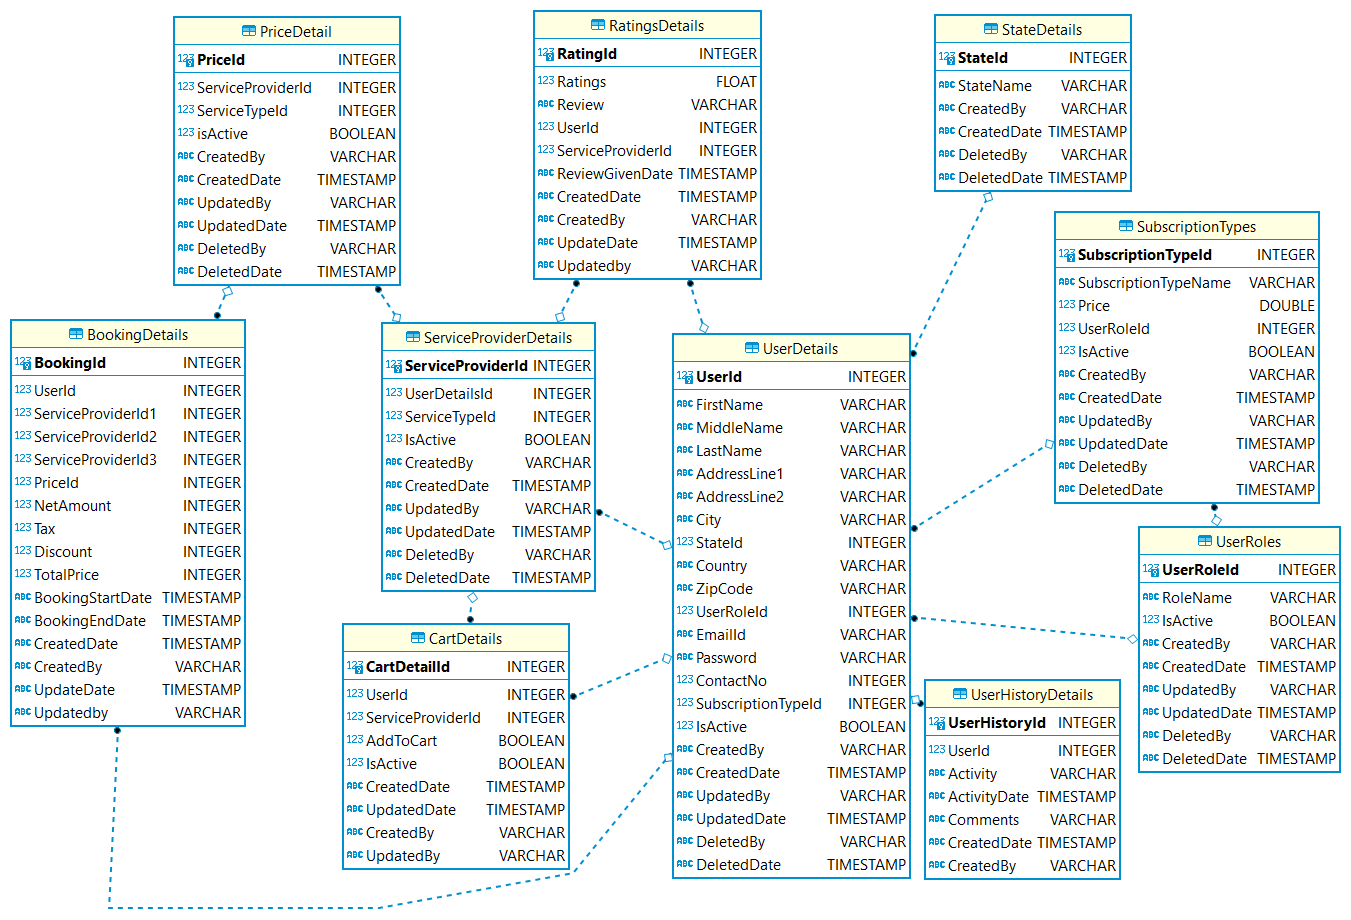 PriceDetail
PriceId INTEGER
ServiceProviderId INTEGER
ServiceTypeId INTEGER
isActive BOOLEAN
CreatedBy VARCHAR
CreatedDate TIMESTAMP
UpdatedBy VARCHAR
UpdatedDate TIMESTAMP
DeletedBy VARCHAR
DeletedDate TIMESTAMP
RatingsDetails
RatingId INTEGER
Ratings FLOAT
Review VARCHAR
UserId INTEGER
ServiceProviderId INTEGER
ReviewGivenDate TIMESTAMP
CreatedDate TIMESTAMP
CreatedBy VARCHAR
UpdateDate TIMESTAMP
Updatedby VARCHAR
StateDetails
StateId INTEGER
StateName VARCHAR
CreatedBy VARCHAR
CreatedDate TIMESTAMP
DeletedBy VARCHAR
DeletedDate TIMESTAMP
SubscriptionTypes
SubscriptionTypeId INTEGER
SubscriptionTypeName VARCHAR
Price DOUBLE
UserRoleId INTEGER
IsActive BOOLEAN
CreatedBy VARCHAR
CreatedDate TIMESTAMP
UpdatedBy VARCHAR
UpdatedDate TIMESTAMP
DeletedBy VARCHAR
DeletedDate TIMESTAMP
BookingDetails
BookingId INTEGER
UserId INTEGER
ServiceProviderId1 INTEGER
ServiceProviderId2 INTEGER
ServiceProviderId3 INTEGER
PriceId INTEGER
NetAmount INTEGER
Tax INTEGER
Discount INTEGER
TotalPrice INTEGER
BookingStartDate TIMESTAMP
BookingEndDate TIMESTAMP
CreatedDate TIMESTAMP
CreatedBy VARCHAR
UpdateDate TIMESTAMP
Updatedby VARCHAR
ServiceProviderDetails
ServiceProviderId INTEGER
UserDetailsId INTEGER
ServiceTypeId INTEGER
IsActive BOOLEAN
CreatedBy VARCHAR
CreatedDate TIMESTAMP
UpdatedBy VARCHAR
UpdatedDate TIMESTAMP
DeletedBy VARCHAR
DeletedDate TIMESTAMP
UserDetails
UserId INTEGER
FirstName VARCHAR
MiddleName VARCHAR
LastName VARCHAR
AddressLine1 VARCHAR
AddressLine2 VARCHAR
City VARCHAR
StateId INTEGER
Country VARCHAR
ZipCode VARCHAR
UserRoleId INTEGER
EmailId VARCHAR
Password VARCHAR
ContactNo INTEGER
SubscriptionTypeId INTEGER
IsActive BOOLEAN
CreatedBy VARCHAR
CreatedDate TIMESTAMP
UpdatedBy VARCHAR
UpdatedDate TIMESTAMP
DeletedBy VARCHAR
DeletedDate TIMESTAMP
UserRoles
UserRoleId INTEGER
RoleName VARCHAR
IsActive BOOLEAN
CreatedBy VARCHAR
CreatedDate TIMESTAMP
UpdatedBy VARCHAR
UpdatedDate TIMESTAMP
DeletedBy VARCHAR
DeletedDate TIMESTAMP
CartDetails
CartDetailId INTEGER
UserId INTEGER
ServiceProviderId INTEGER
AddToCart BOOLEAN
IsActive BOOLEAN
CreatedDate TIMESTAMP
UpdatedDate TIMESTAMP
CreatedBy VARCHAR
UpdatedBy VARCHAR
UserHistoryDetails
UserHistoryId INTEGER
UserId INTEGER
Activity VARCHAR
ActivityDate TIMESTAMP
Comments VARCHAR
CreatedDate TIMESTAMP
CreatedBy VARCHAR